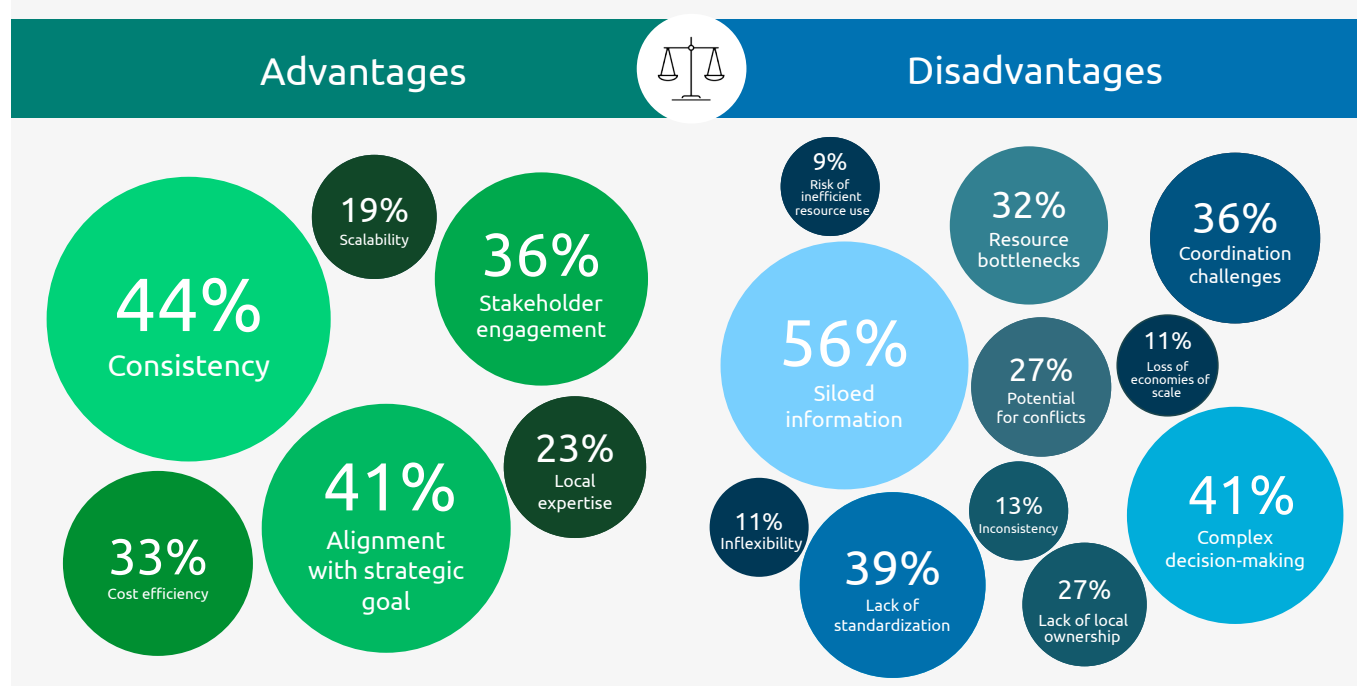 Advantages
Disadvantages
44%
Consistency
19%
Scalability
36%
Stakeholder
engagement
33%
Cost efficiency
41%
Alignment
with strategic
goal
23%
Local
expertise
9%
Risk of
inefficient
resource use
32%
Resource
bottlenecks
36%
Coordination
challenges
56%
Siloed
information
27%
Potential
for conflicts
11%
Loss of
economies of
scale
11%
Inflexibility
39%
Lack of
standardization
13%
Inconsistency
27%
Lack of local
ownership
41%
Complex
decision-making